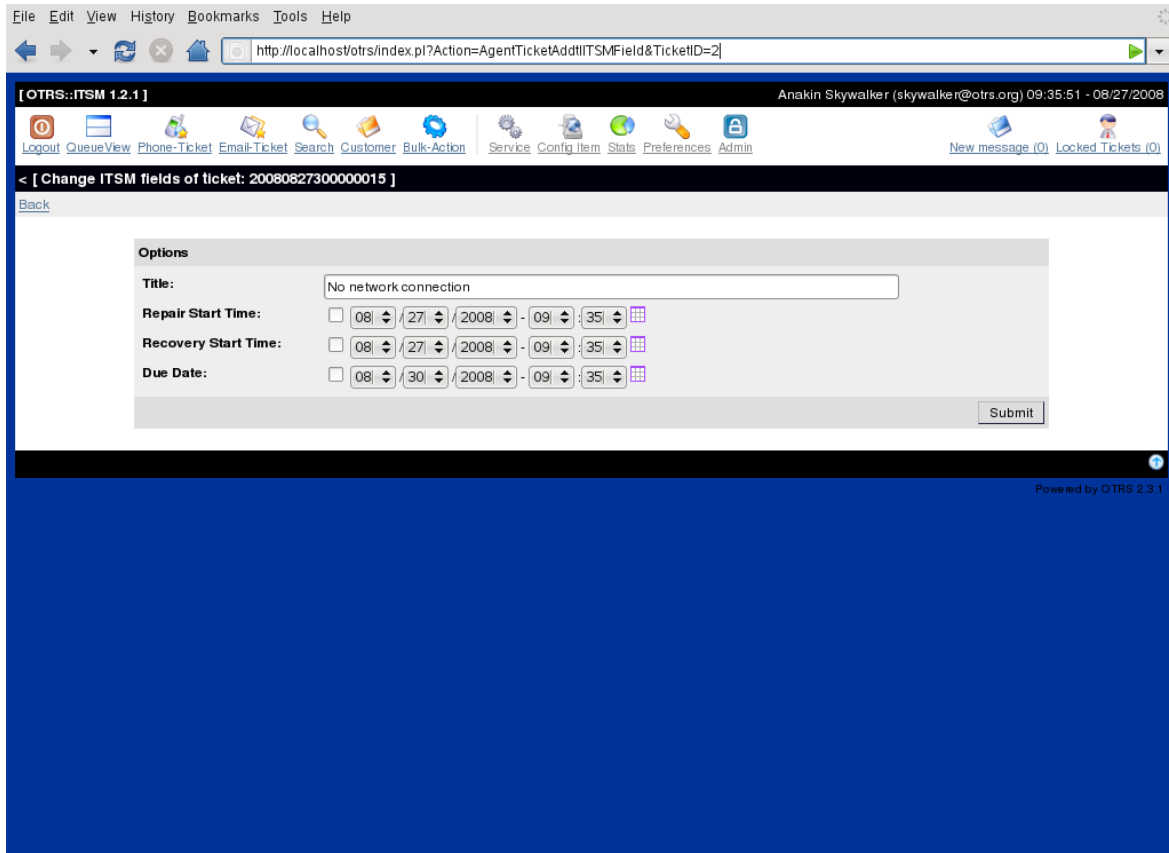 File Edit View History Bookmarks Tools Help
http://localhost/otrs/index.pl?Action=AgentTicketAddtlITSMField&TicketID=2
[ OTRS::ITSM 1.2.1 ] Anakin Skywalker (skywalker@otrs.org) 09:35:51 - 08/27/2008
Logout QueueView Phone-Ticket Email-Ticket Search Customer Bulk-Action Service Config Item Stats Preferences Admin New message (0) Locked Tickets (0)
< [ Change ITSM fields of ticket: 20080827300000015 ]
Back
Options
Title: No network connection
Repair Start Time: 08 / 27 / 2008 - 09 : 35
Recovery Start Time: 08 / 27 / 2008 - 09 : 35
Due Date: 08 / 30 / 2008 - 09 : 35
Submit
Powered by OTRS 2.3.1